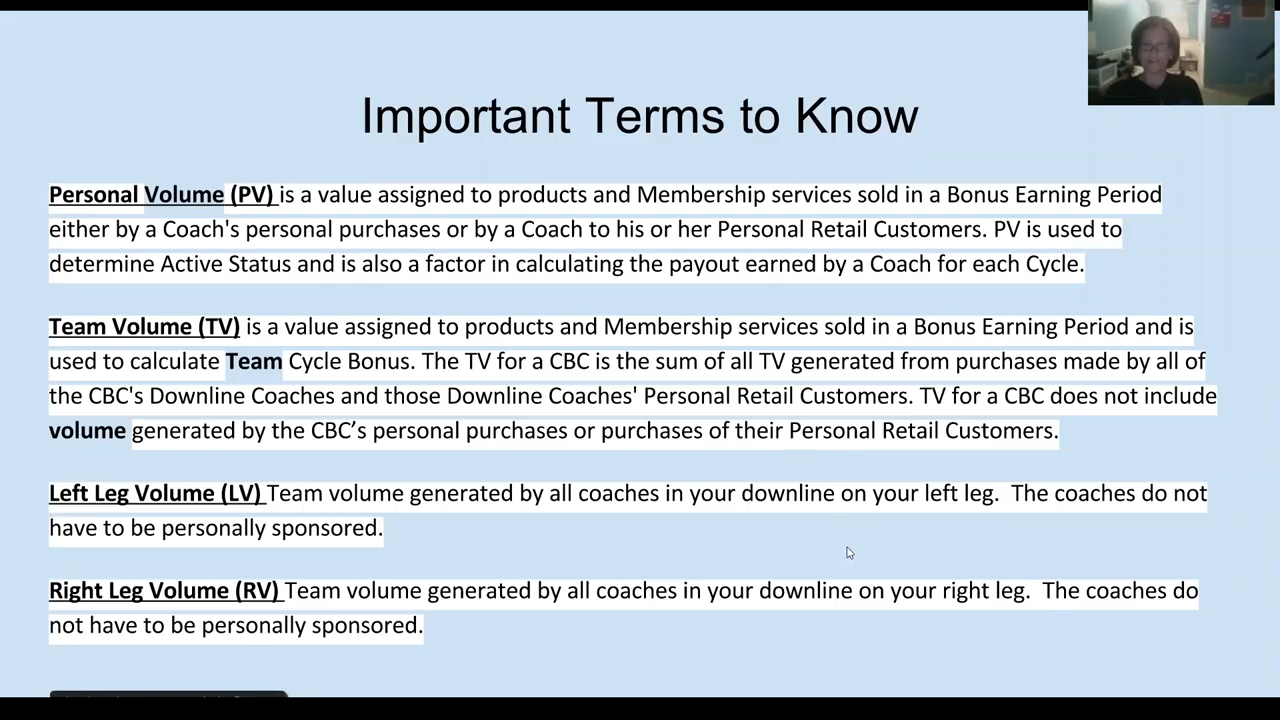 Important Terms to Know
Personal Volume (PV) is a value assigned to products and Membership services sold in a Bonus Earning Period
either by a Coach's personal purchases or by a Coach to his or her Personal Retail Customers. PV is used to
determine Active Status and is also a factor in calculating the payout earned by a Coach for each Cycle.
Team Volume (TV) is a value assigned to products and Membership services sold in a Bonus Earning Period and is
used to calculate Team Cycle Bonus. The TV for a CBC is the sum of all TV generated from purchases made by all of
the CBC's Downline Coaches and those Downline Coaches' Personal Retail Customers. TV for a CBC does not include
volume generated by the CBC’s personal purchases or purchases of their Personal Retail Customers.
Left Leg Volume (LV) Team volume generated by all coaches in your downline on your left leg.  The coaches do not
have to be personally sponsored.
Right Leg Volume (RV) Team volume generated by all coaches in your downline on your right leg.  The coaches do
not have to be personally sponsored.